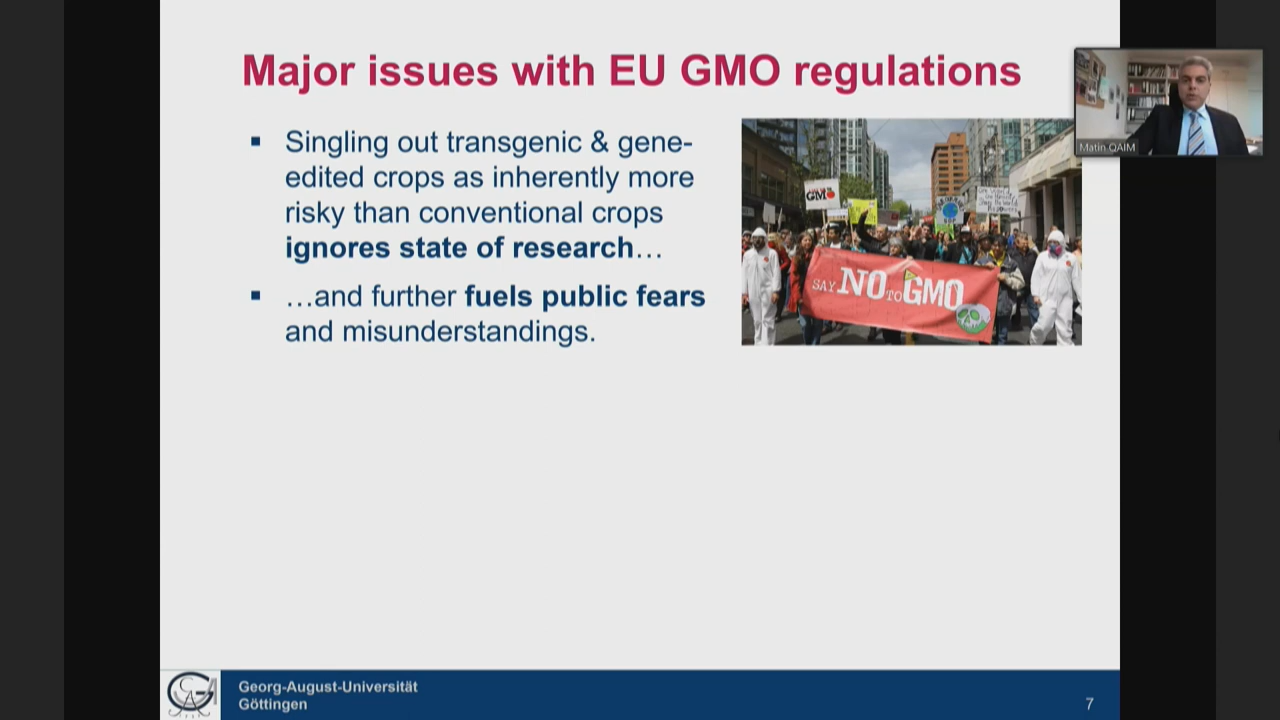 Major issues with EU GMO regulations
▪ Singling out transgenic & gene-
edited crops as inherently more
risky than conventional crops
ignores state of research…
▪ …and further fuels public fears
and misunderstandings.
GMO
SAY NO TO GMO
Matin QAIM
Georg-August-Universität
Göttingen
7